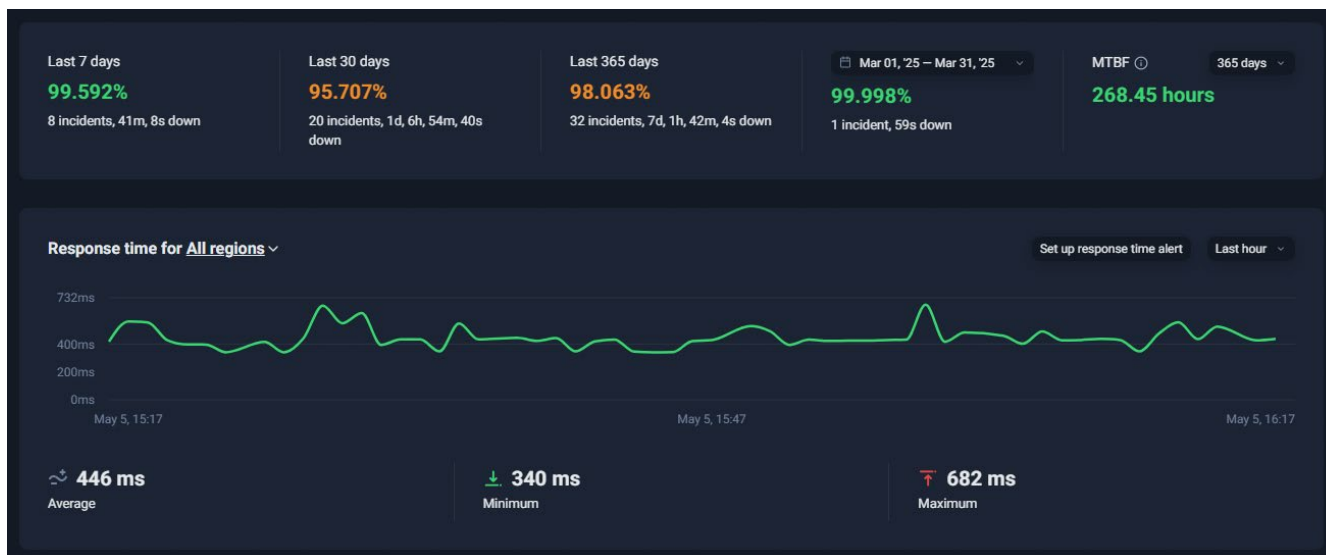 Last 7 days
99.592%
8 incidents, 41m, 8s down
Last 30 days
95.707%
20 incidents, 1d, 6h, 54m, 40s
down
Last 365 days
98.063%
32 incidents, 7d, 1h, 42m, 4s down
Mar 01, '25 – Mar 31, '25
99.998%
1 incident, 59s down
MTBF
365 days
268.45 hours
Response time for All regions
Set up response time alert
Last hour
732ms
400ms
200ms
0ms
May 5, 15:17
May 5, 15:47
May 5, 16:17
446 ms
Average
340 ms
Minimum
682 ms
Maximum